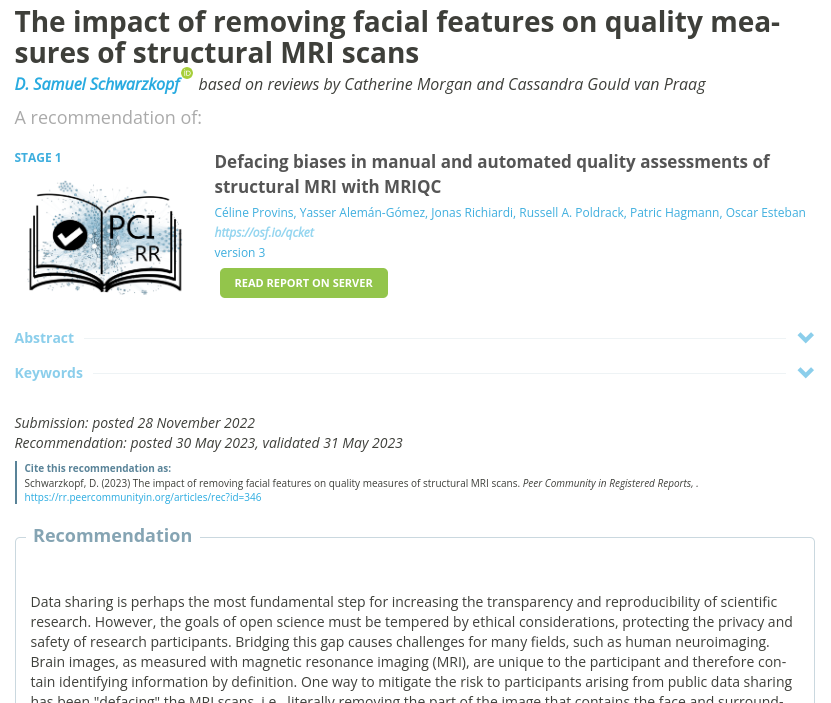 The impact of removing facial features on quality mea-
sures of structural MRI scans
D. Samuel Schwarzkopf iD based on reviews by Catherine Morgan and Cassandra Gould van Praag
A recommendation of:
STAGE 1
PCI
RR
Defacing biases in manual and automated quality assessments of
structural MRI with MRIQC
Céline Provins, Yasser Alemán-Gómez, Jonas Richiardi, Russell A. Poldrack, Patric Hagmann, Oscar Esteban
https://osf.io/qcket
version 3
READ REPORT ON SERVER
Abstract
Keywords
Submission: posted 28 November 2022
Recommendation: posted 30 May 2023, validated 31 May 2023
Cite this recommendation as:
Schwarzkopf, D. (2023) The impact of removing facial features on quality measures of structural MRI scans. Peer Community in Registered Reports, .
https://rr.peercommunityin.org/articles/rec?id=346
Recommendation
Data sharing is perhaps the most fundamental step for increasing the transparency and reproducibility of scientific
research. However, the goals of open science must be tempered by ethical considerations, protecting the privacy and
safety of research participants. Bridging this gap causes challenges for many fields, such as human neuroimaging.
Brain images, as measured with magnetic resonance imaging (MRI), are unique to the participant and therefore con-
tain identifying information by definition. One way to mitigate the risk to participants arising from public data sharing
has been "defacing" the MRI scans, i.e., literally removing the part of the image that contains the face and surround-